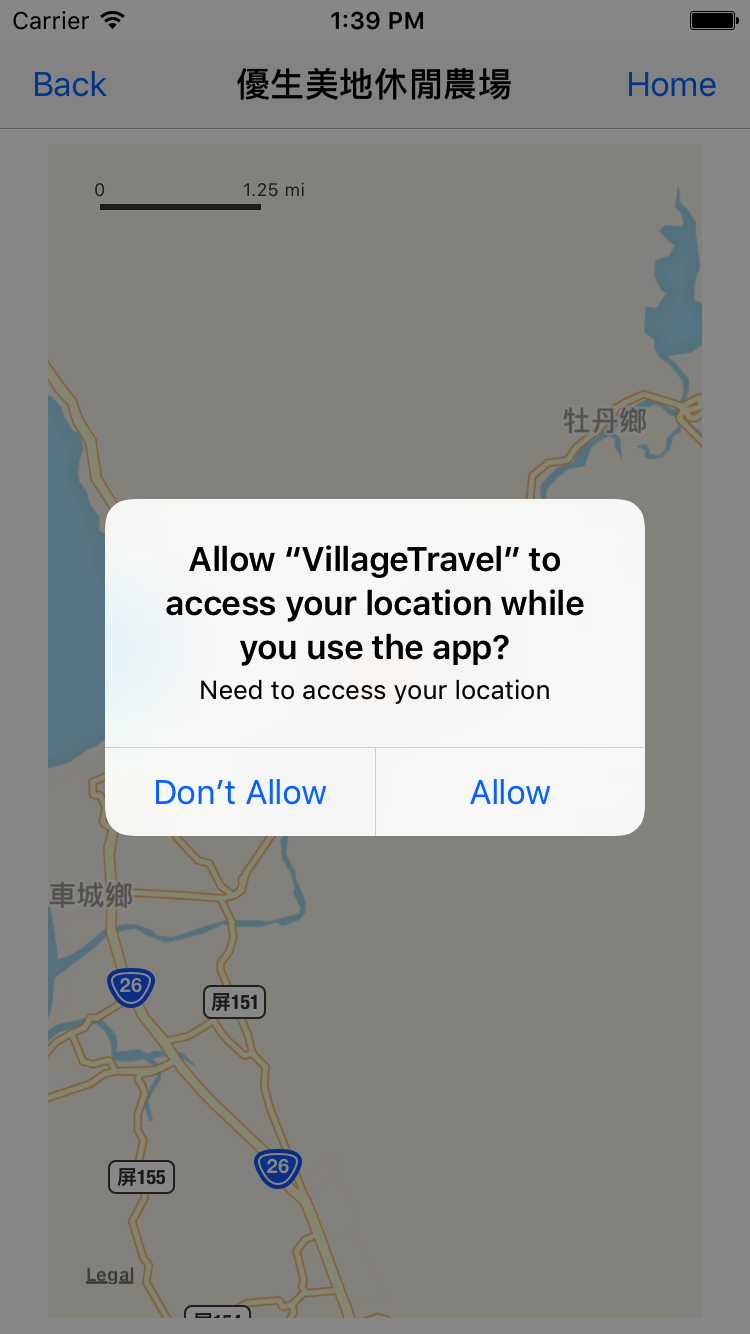 Carrier 1:39 PM
Back 優生美地休閒農場 Home
0 1.25 mi
牡丹鄉
Allow “VillageTravel” to
access your location while
you use the app?
Need to access your location
Don’t Allow Allow
車城鄉
26
屏151
26
屏155
Legal